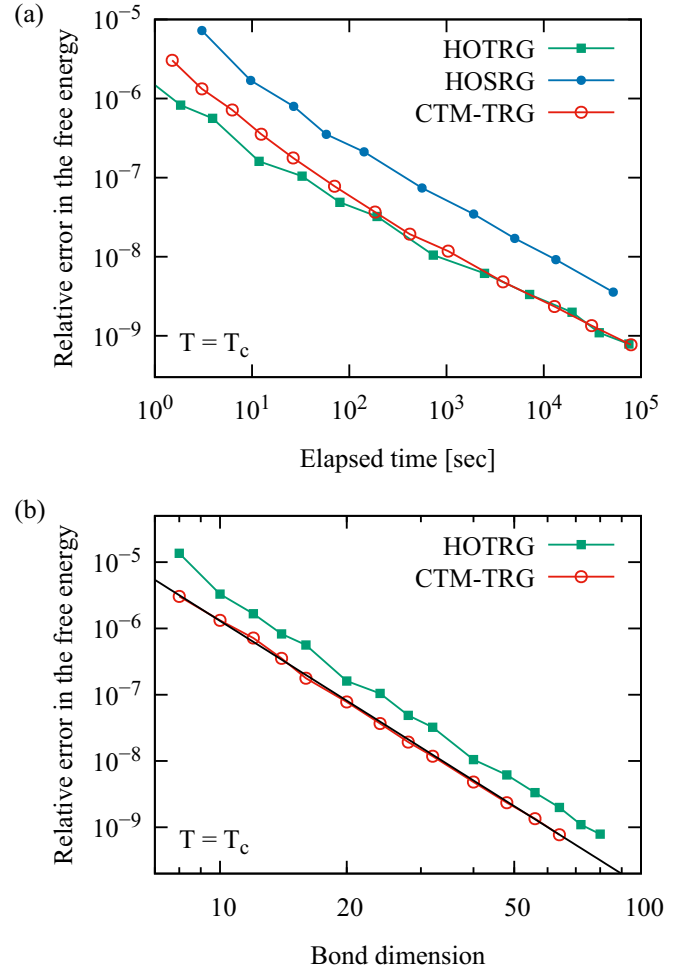 (a)
Relative error in the free energy
10^-5
10^-6
10^-7
10^-8
10^-9
HOTRG
HOSRG
CTM-TRG
T = T_c
10^0 10^1 10^2 10^3 10^4 10^5
Elapsed time [sec]
(b)
Relative error in the free energy
10^-5
10^-6
10^-7
10^-8
10^-9
HOTRG
CTM-TRG
T = T_c
10 20 50 100
Bond dimension